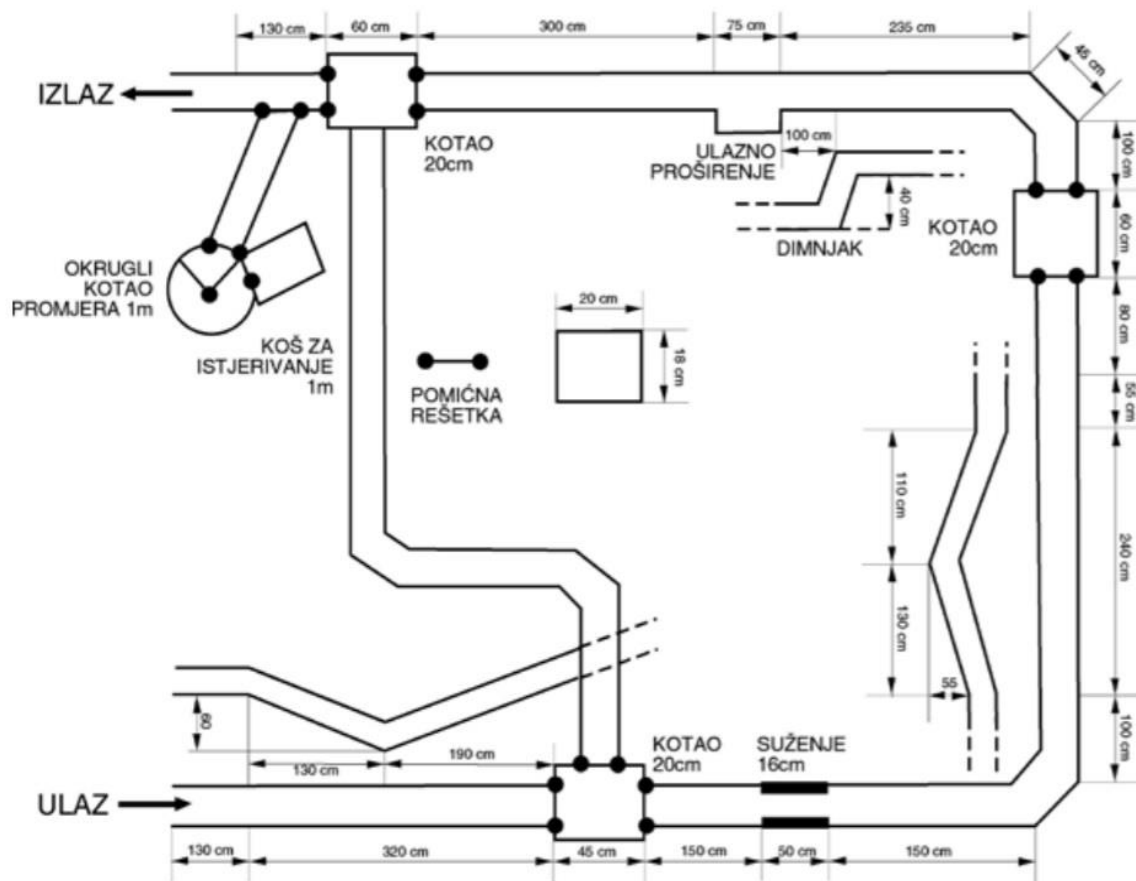 130 cm 60 cm 300 cm 75 cm 235 cm
45 cm
IZLAZ
KOTAO
20cm
ULAZNO
PROŠIRENJE
100 cm
100 cm
40 cm
DIMNJAK
KOTAO
20cm
60 cm
OKRUGLI
KOTAO
PROMJERA 1m
80 cm
20 cm
18 cm
KOŠ ZA
ISTJERIVANJE
1m
POMIĆNA
REŠETKA
55 cm
110 cm
240 cm
130 cm
55
60
130 cm
190 cm
KOTAO
20cm
SUŽENJE
16cm
100 cm
ULAZ
130 cm 320 cm 45 cm 150 cm 50 cm 150 cm